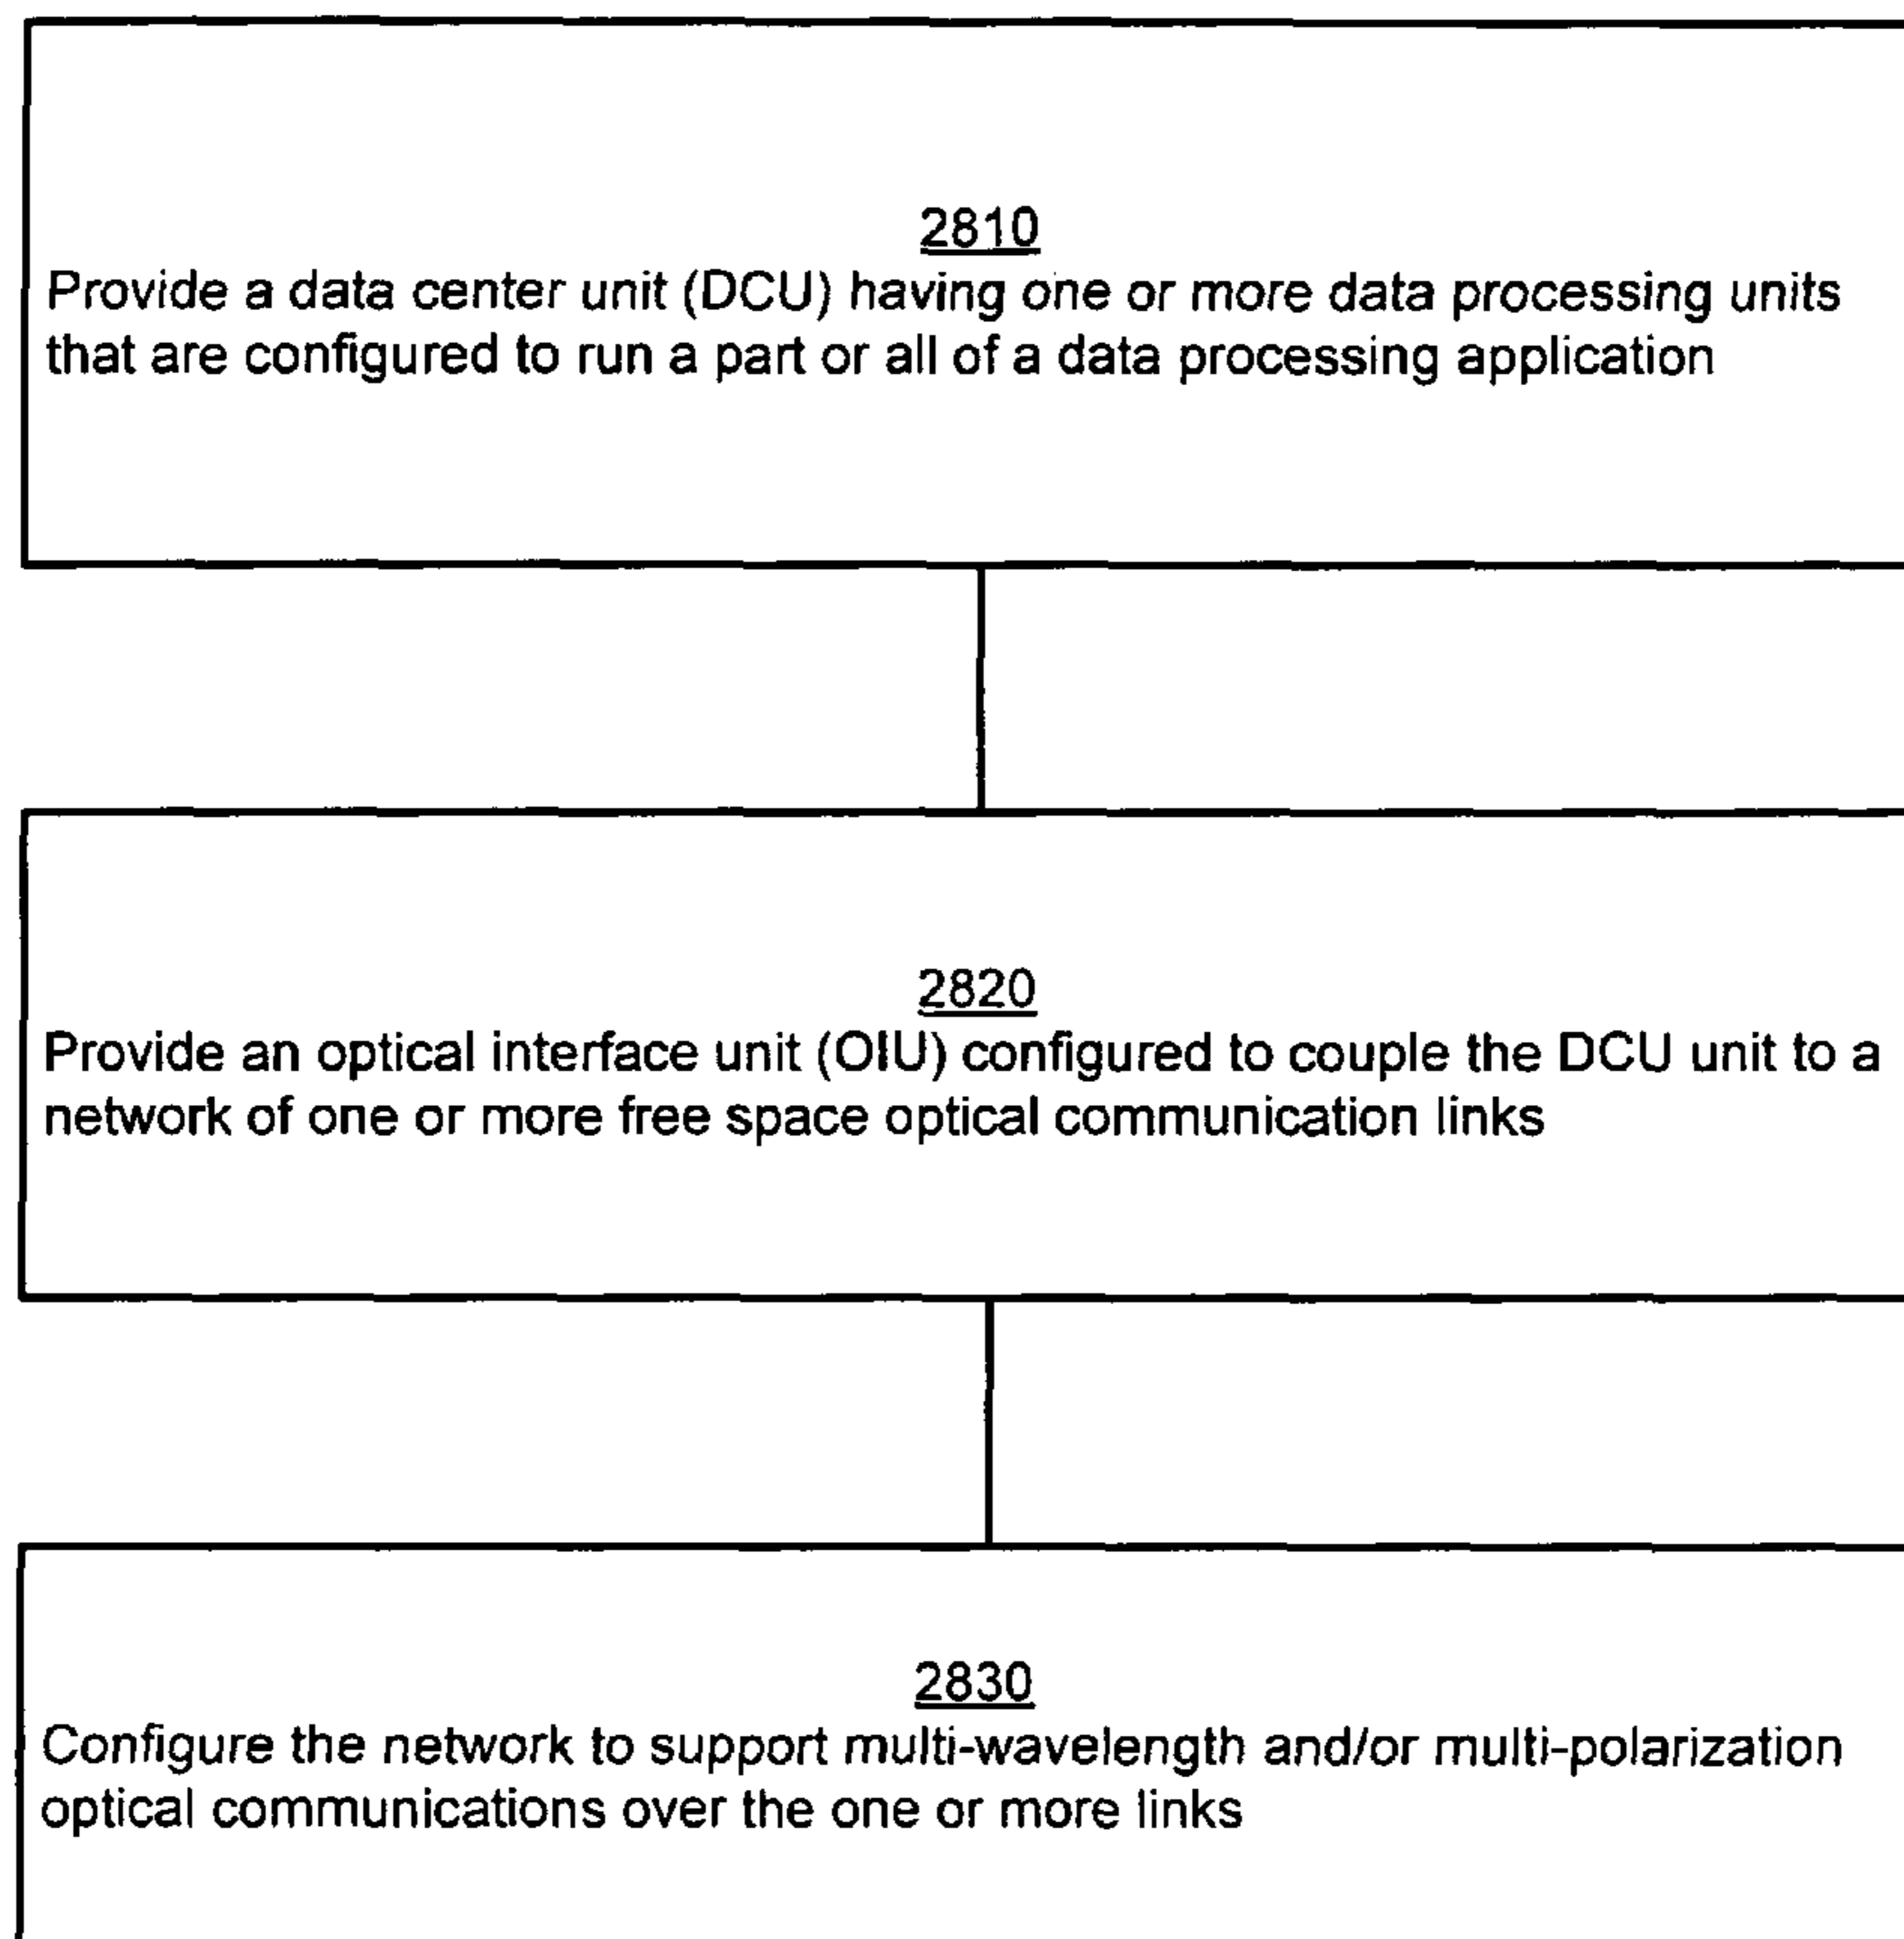 2810
Provide a data center unit (DCU) having one or more data processing units
that are configured to run a part or all of a data processing application
2820
Provide an optical interface unit (OIU) configured to couple the DCU unit to a
network of one or more free space optical communication links
2830
Configure the network to support multi-wavelength and/or multi-polarization
optical communications over the one or more links